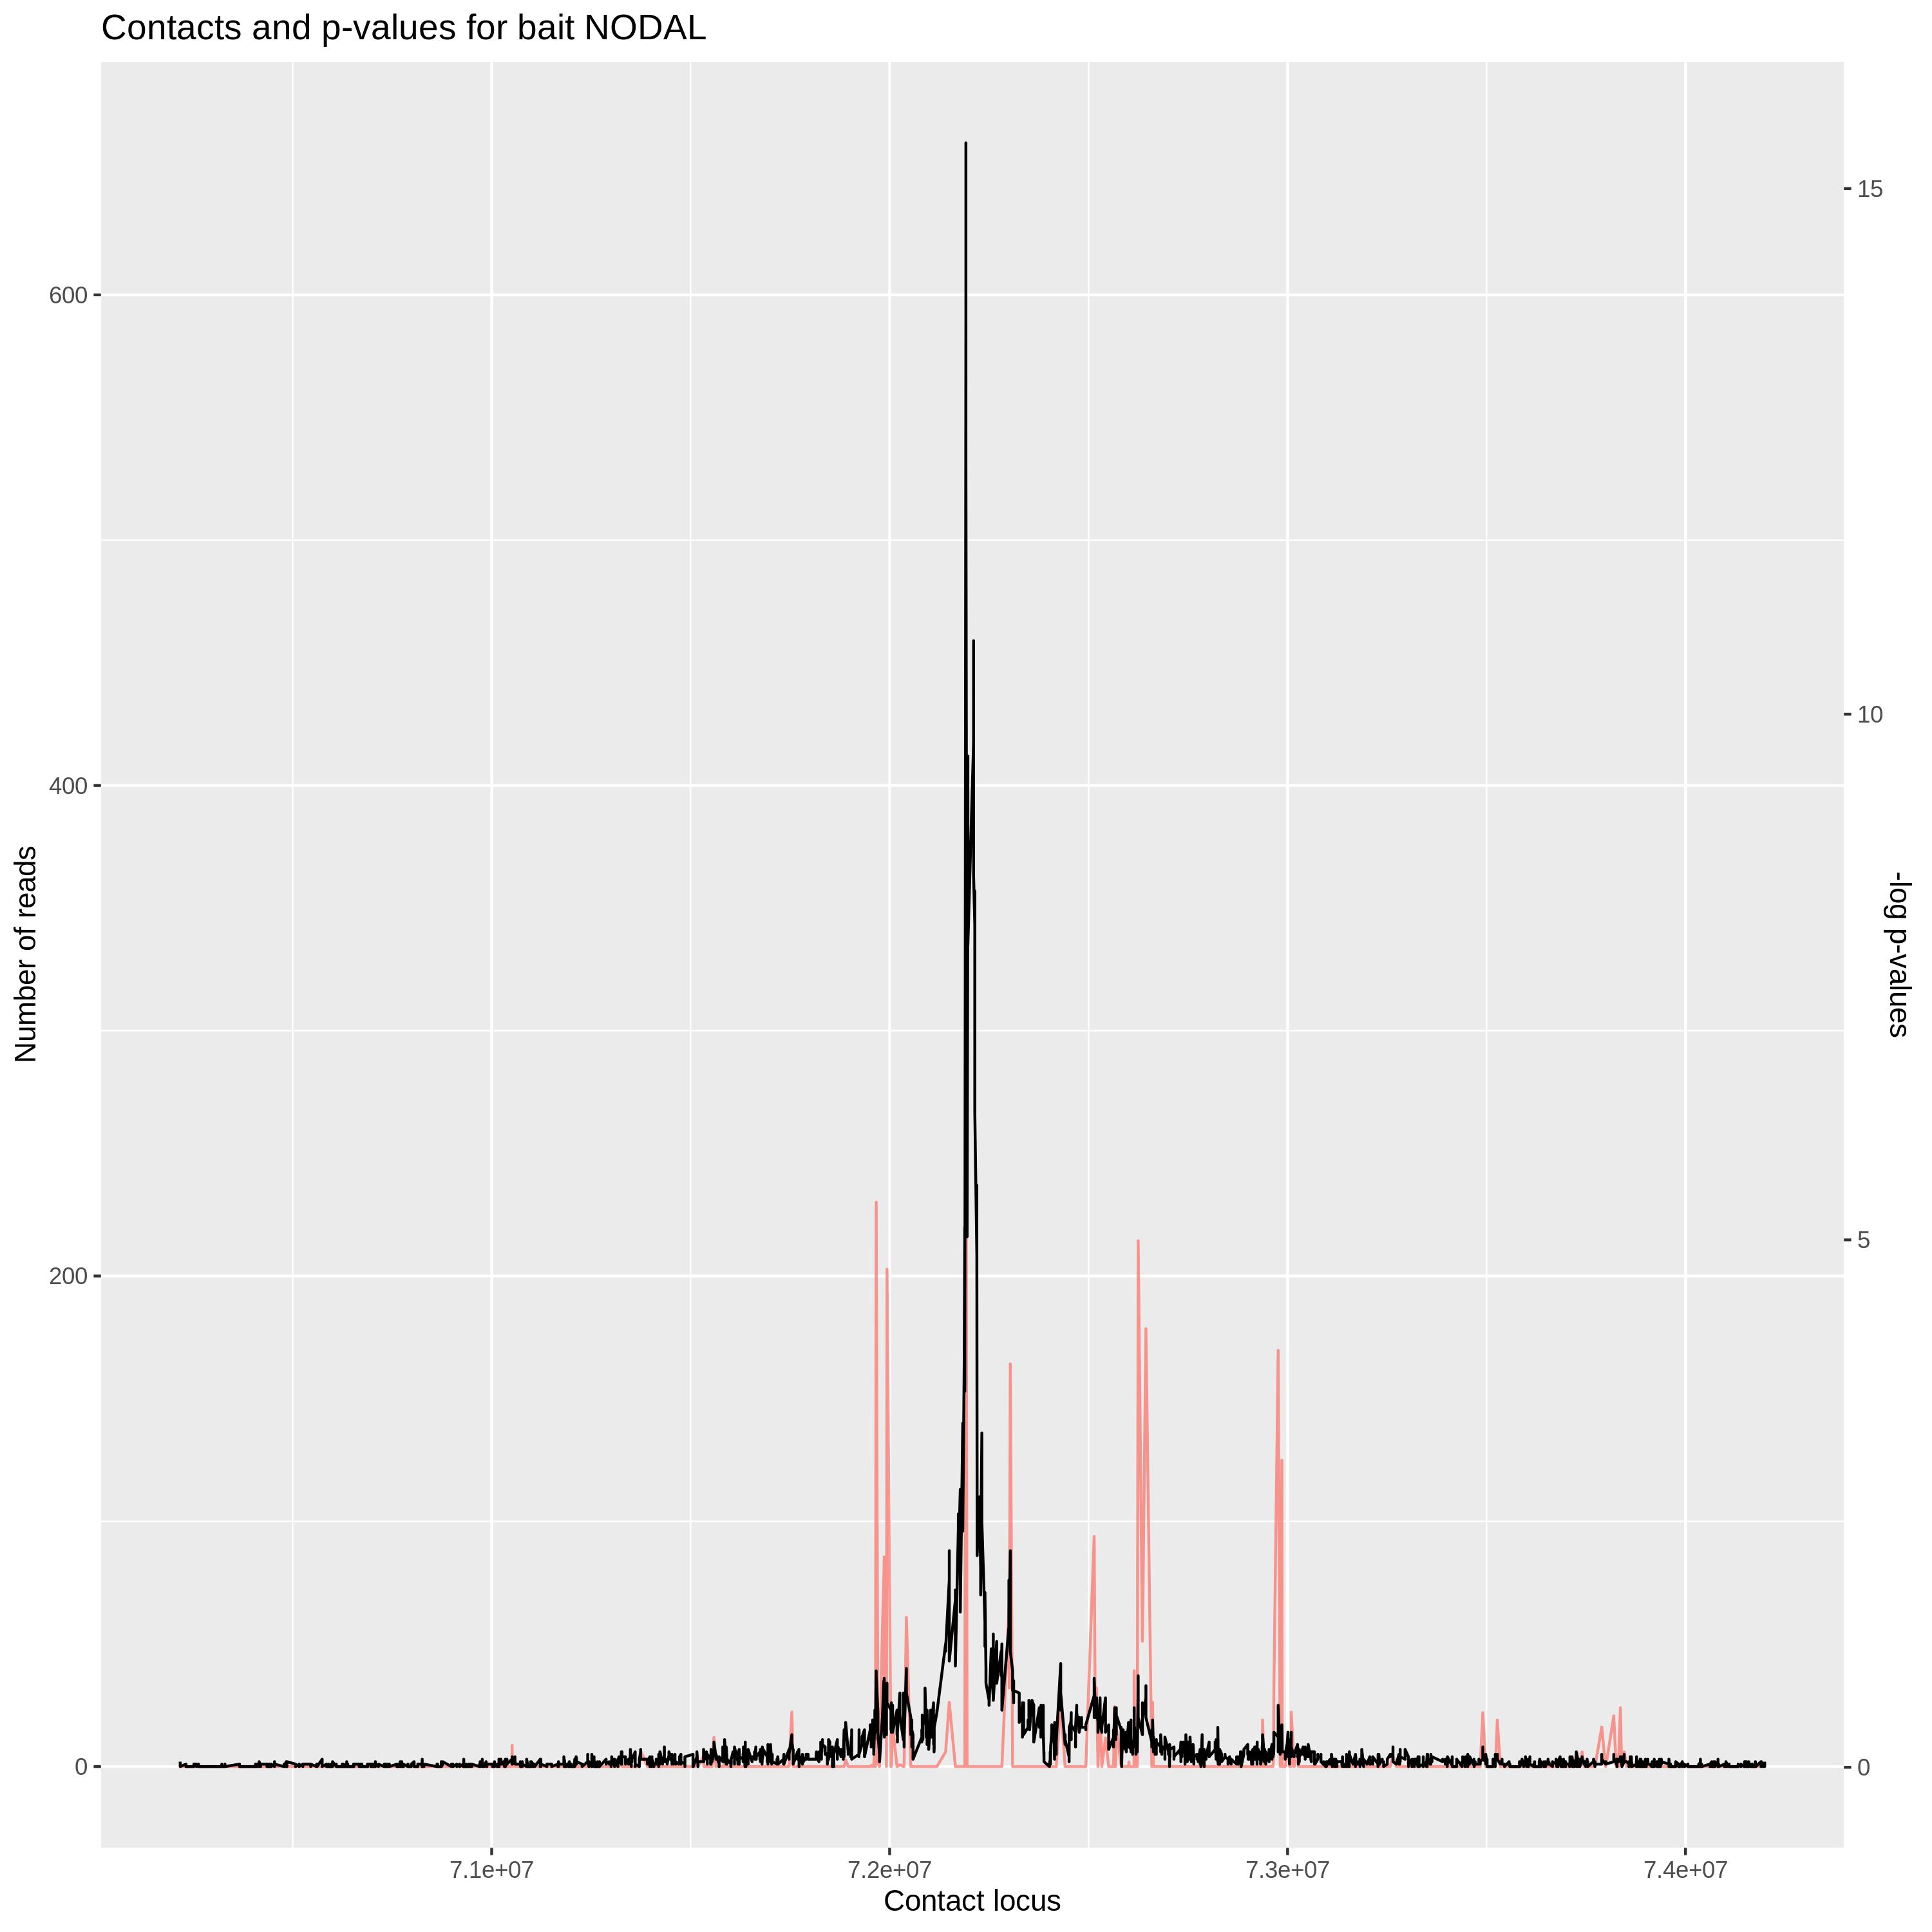 Contacts and p-values for bait NODAL
Number of reads
600
400
200
0
15
10
5
0
-log p-values
7.1e+07
7.2e+07
7.3e+07
7.4e+07
Contact locus